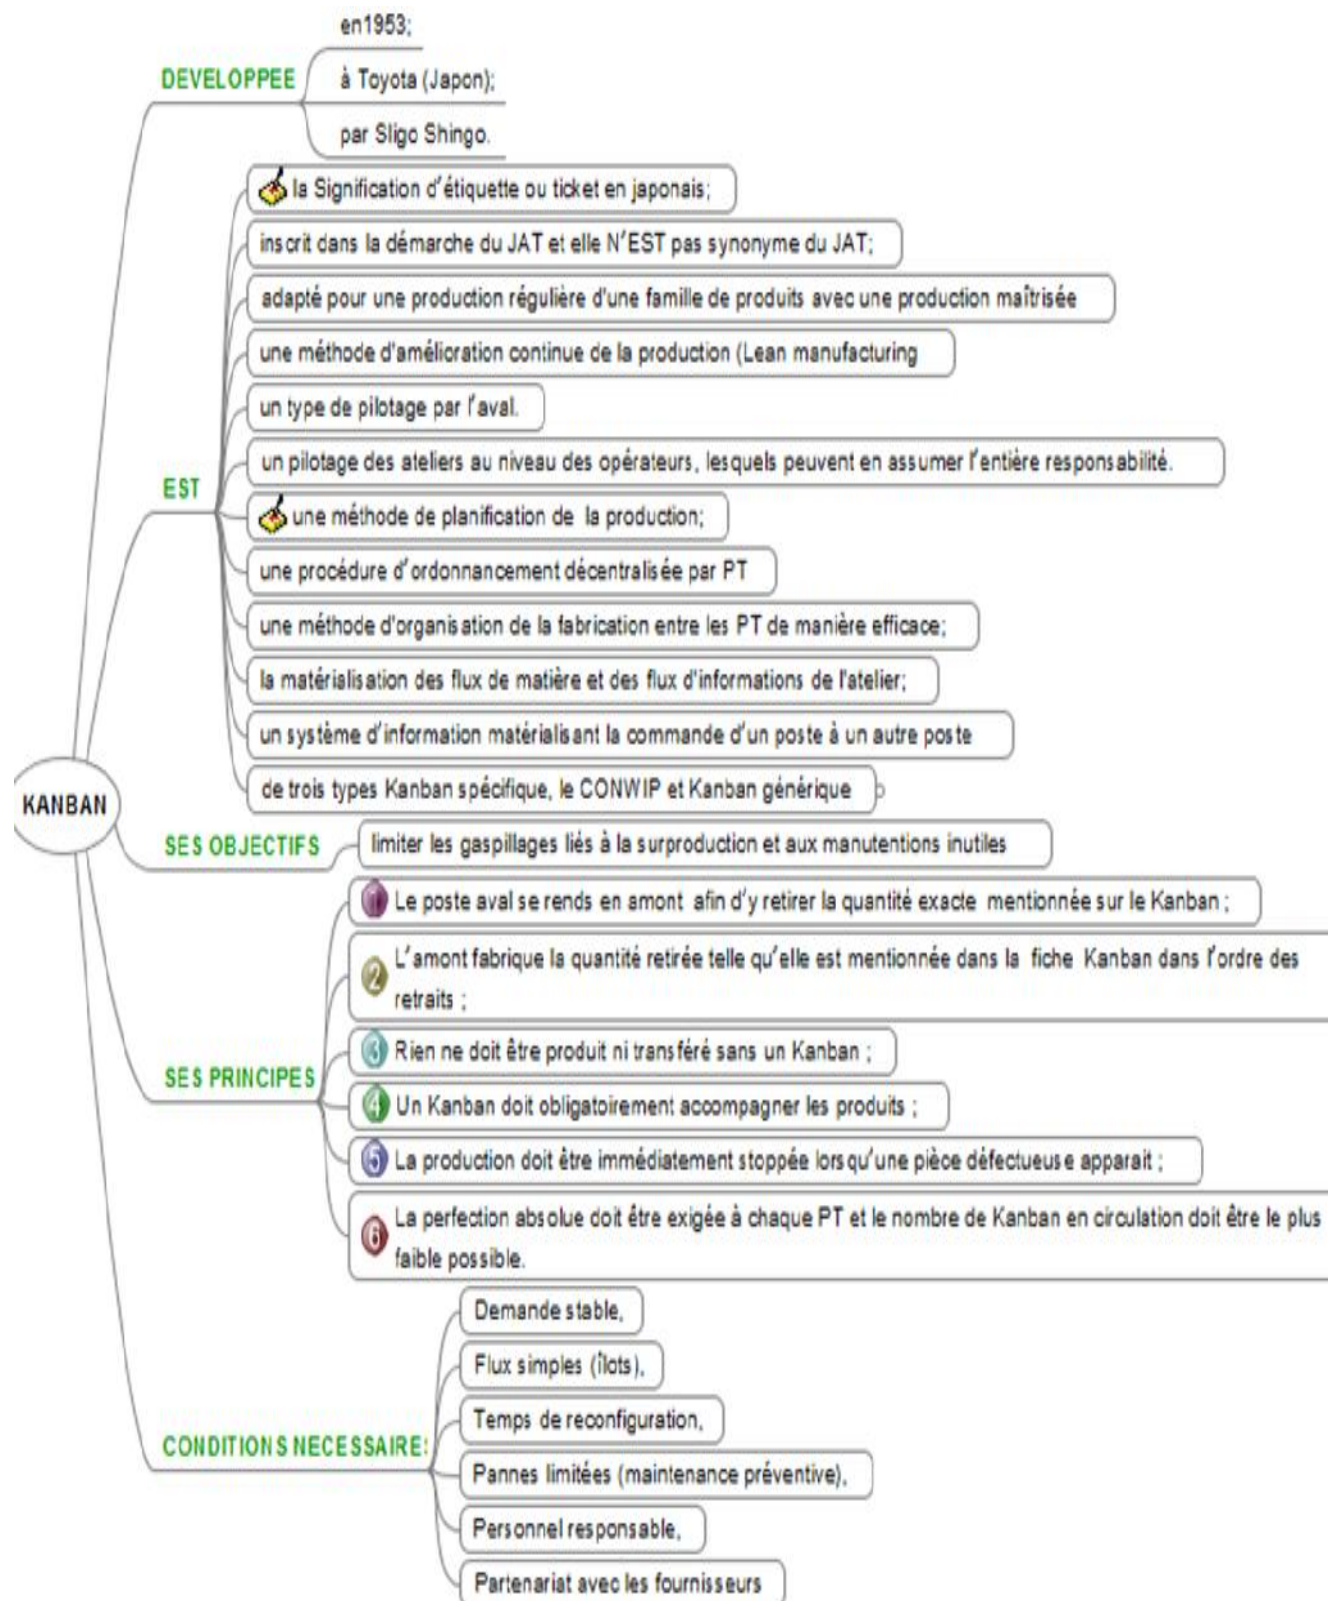 en1953;
DEVELOPPEE
à Toyota (Japon);
par Sligo Shingo.
la Signification d'étiquette ou ticket en japonais;
inscrit dans la démarche du JAT et elle N'EST pas synonyme du JAT;
adapté pour une production régulière d'une famille de produits avec une production maîtrisée
une méthode d'amélioration continue de la production (Lean manufacturing
un type de pilotage par l'aval.
un pilotage des ateliers au niveau des opérateurs, lesquels peuvent en assumer l'entière responsabilité.
EST
une méthode de planification de la production;
une procédure d'ordonnancement décentralisée par PT
une méthode d'organisation de la fabrication entre les PT de manière efficace;
la matérialisation des flux de matière et des flux d'informations de l'atelier;
un système d'information matérialisant la commande d'un poste à un autre poste
de trois types Kanban spécifique, le CONWIP et Kanban générique
KANBAN
SES OBJECTIFS
limiter les gaspillages liés à la surproduction et aux manutentions inutiles
1 Le poste aval se rends en amont afin d'y retirer la quantité exacte mentionnée sur le Kanban ;
2 L'amont fabrique la quantité retirée telle qu'elle est mentionnée dans la fiche Kanban dans l'ordre des
retraits ;
3 Rien ne doit être produit ni transféré sans un Kanban ;
SES PRINCIPES
4 Un Kanban doit obligatoirement accompagner les produits ;
5 La production doit être immédiatement stoppée lorsqu'une pièce défectueuse apparait ;
6 La perfection absolue doit être exigée à chaque PT et le nombre de Kanban en circulation doit être le plus
faible possible.
Demande stable,
Flux simples (îlots),
Temps de reconfiguration,
CONDITIONS NECESSAIRES
Pannes limitées (maintenance préventive),
Personnel responsable,
Partenariat avec les fournisseurs